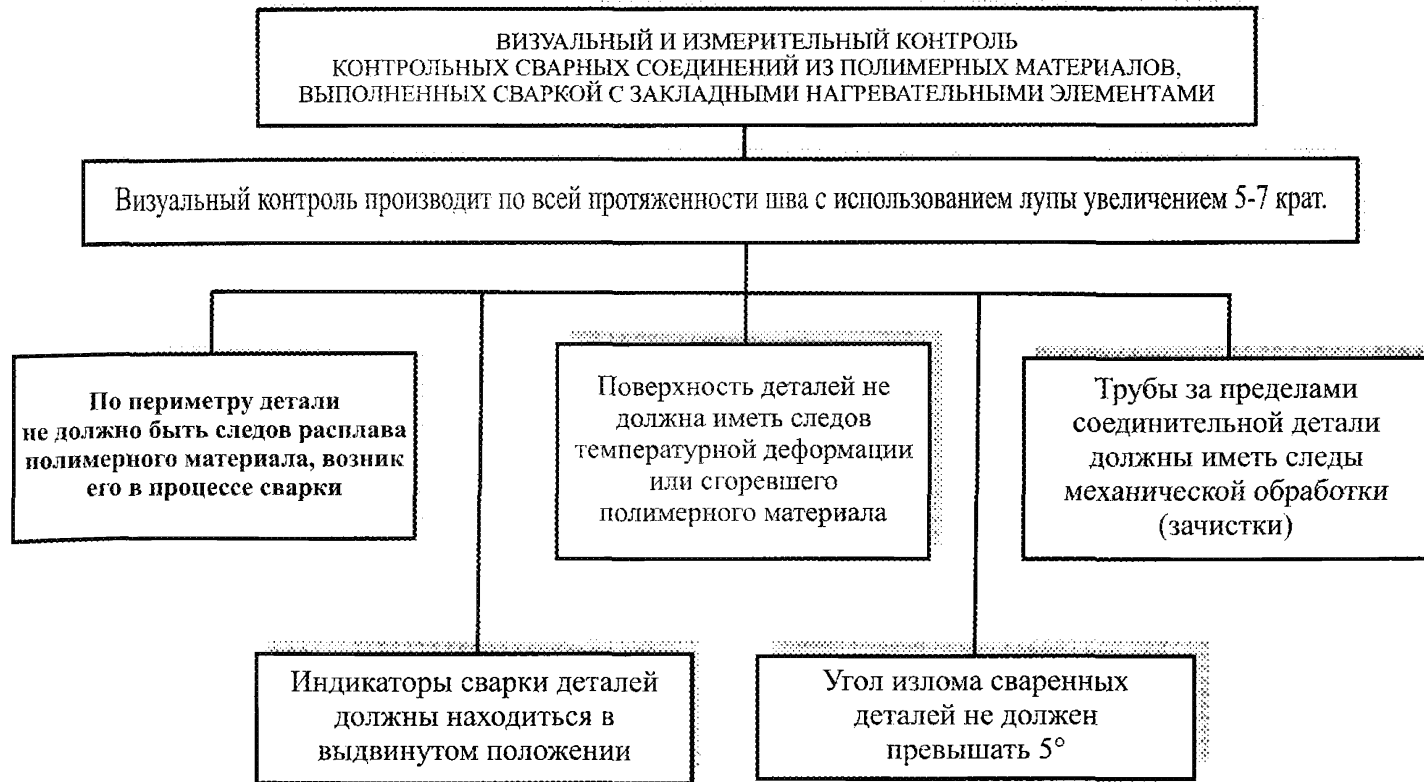 ВИЗУАЛЬНЫЙ И ИЗМЕРИТЕЛЬНЫЙ КОНТРОЛЬ
КОНТРОЛЬНЫХ СВАРНЫХ СОЕДИНЕНИЙ ИЗ ПОЛИМЕРНЫХ МАТЕРИАЛОВ,
ВЫПОЛНЕННЫХ СВАРКОЙ С ЗАКЛАДНЫМИ НАГРЕВАТЕЛЬНЫМИ ЭЛЕМЕНТАМИ
Визуальный контроль производит по всей протяженности шва с использованием лупы увеличением 5-7 крат.
По периметру детали
не должно быть следов расплава
полимерного материала, возник
его в процессе сварки
Поверхность деталей не
должна иметь следов
температурной деформации
или сгоревшего
полимерного материала
Трубы за пределами
соединительной детали
должны иметь следы
механической обработки
(зачистки)
Индикаторы сварки деталей
должны находиться в
выдвинутом положении
Угол излома сваренных
деталей не должен
превышать 5°